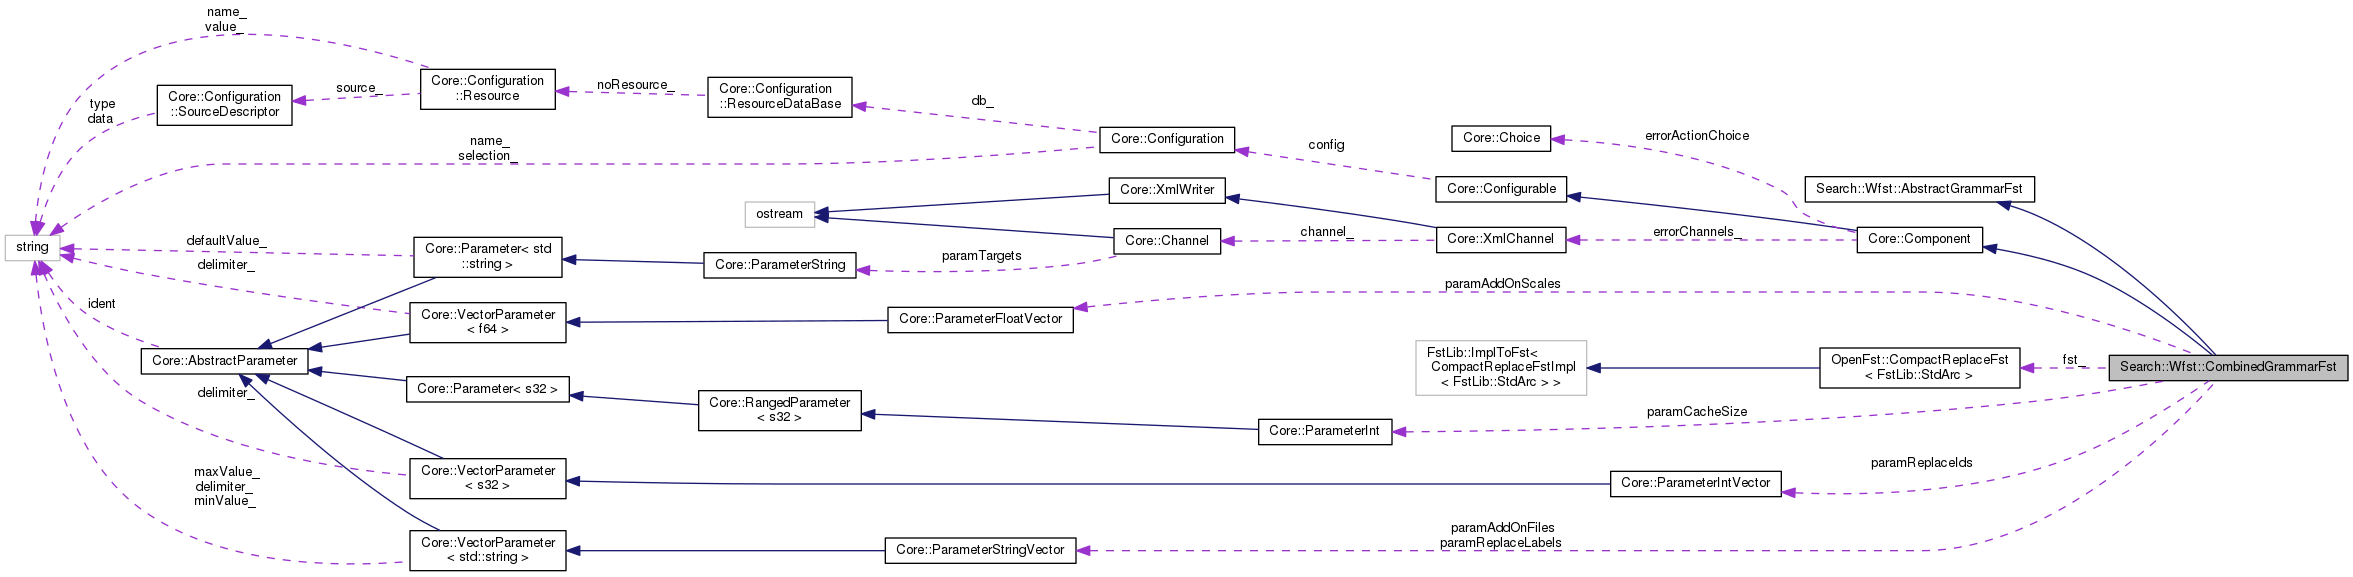 name_
value_
Core::Configuration
::Resource
noResource_
Core::Configuration
::ResourceDataBase
source_
Core::Configuration
::SourceDescriptor
type
data
db_
Core::Configuration
name_
selection_
config
Core::Choice
errorActionChoice
Core::XmlWriter
Core::Configurable
Search::Wfst::AbstractGrammarFst
ostream
string
defaultValue_
Core::Parameter< std
::string >
Core::Channel
channel_
Core::XmlChannel
errorChannels_
Core::Component
delimiter_
Core::ParameterString
paramTargets
paramAddOnScales
ident
Core::VectorParameter
< f64 >
Core::ParameterFloatVector
Core::AbstractParameter
FstLib::ImplToFst<
CompactReplaceFstImpl
< FstLib::StdArc > >
OpenFst::CompactReplaceFst
< FstLib::StdArc >
fst_
Search::Wfst::CombinedGrammarFst
delimiter_
Core::Parameter< s32 >
Core::RangedParameter
< s32 >
paramCacheSize
Core::ParameterInt
maxValue_
delimiter_
minValue_
Core::VectorParameter
< s32 >
paramReplaceIds
Core::ParameterIntVector
Core::VectorParameter
< std::string >
Core::ParameterStringVector
paramAddOnFiles
paramReplaceLabels